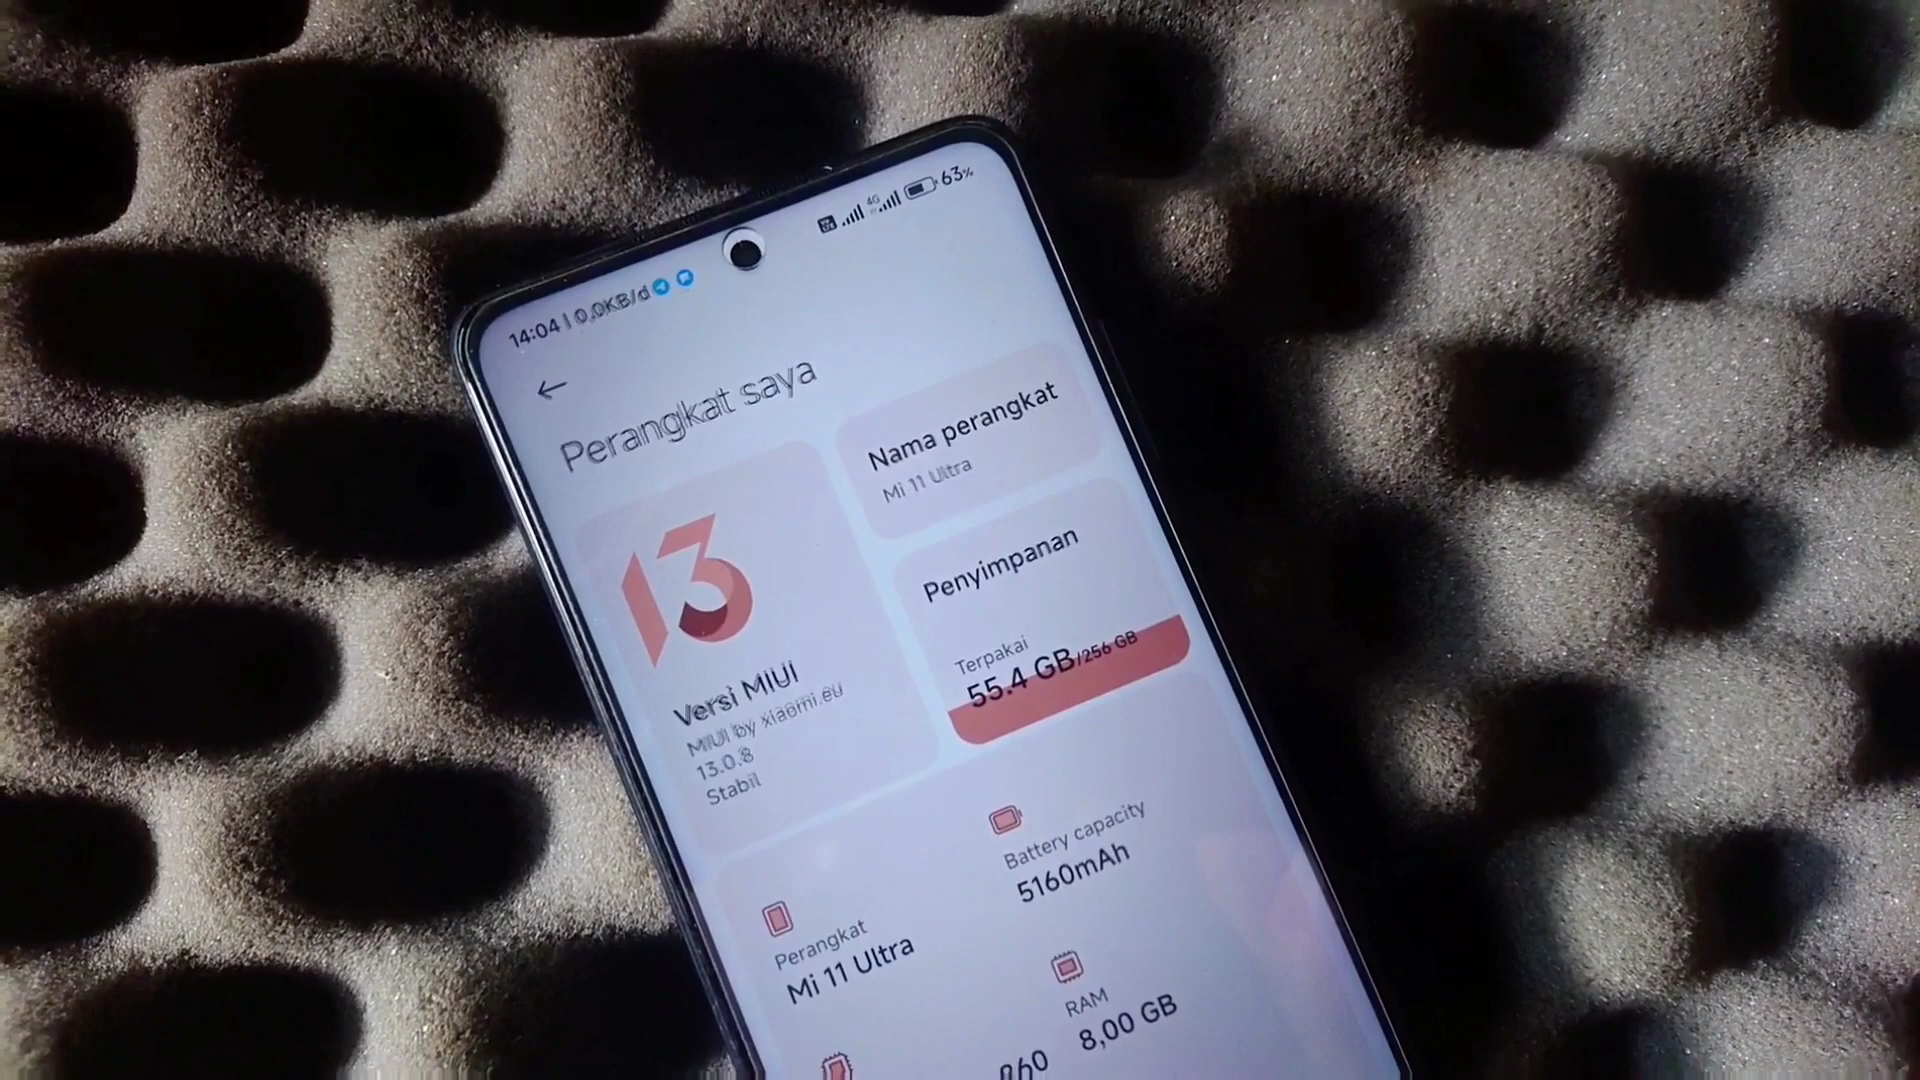 14:04 | 0,0KB/d
4G
63%
Perangkat saya
13
Versi MIUI
MIUI by xiaomi.eu
13.0.8
Stabil
Nama perangkat
Mi 11 Ultra
Penyimpanan
Terpakai
55.4 GB/256 GB
Battery capacity
5160mAh
Perangkat
Mi 11 Ultra
RAM
8,00 GB
860